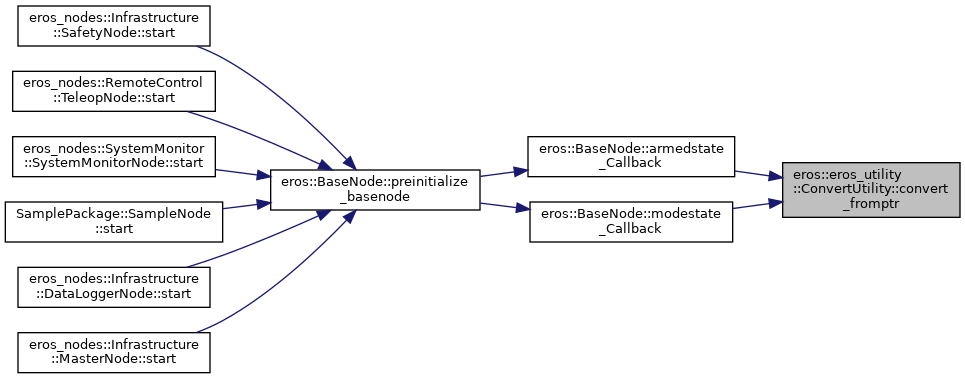 eros_nodes::Infrastructure
::SafetyNode::start
eros_nodes::RemoteControl
::TeleopNode::start
eros_nodes::SystemMonitor
::SystemMonitorNode::start
SamplePackage::SampleNode
::start
eros_nodes::Infrastructure
::DataLoggerNode::start
eros_nodes::Infrastructure
::MasterNode::start
eros::BaseNode::preinitialize
_basenode
eros::BaseNode::armedstate
_Callback
eros::BaseNode::modestate
_Callback
eros::eros_utility
::ConvertUtility::convert
_fromptr